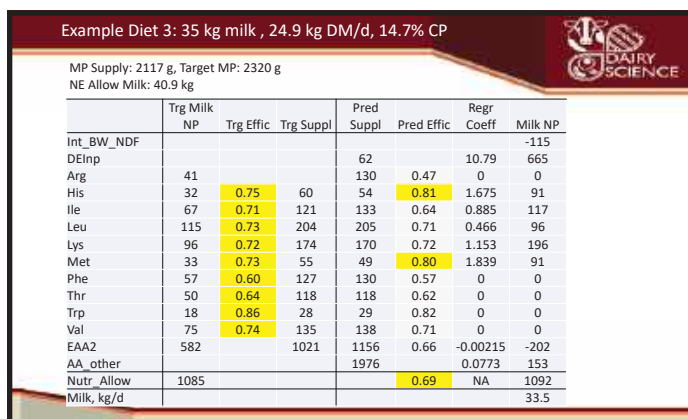 Example Diet 3: 35 kg milk , 24.9 kg DM/d, 14.7% CP
DAIRY
SCIENCE
MP Supply: 2117 g, Target MP: 2320 g
NE Allow Milk: 40.9 kg
Trg Milk NP Trg Effic Trg Suppl Pred Suppl Pred Effic Regr Coeff Milk NP
Int_BW_NDF -115
DEInp 62 10.79 665
Arg 41 130 0.47 0 0
His 32 0.75 60 54 0.81 1.675 91
Ile 67 0.71 121 133 0.64 0.885 117
Leu 115 0.73 204 205 0.71 0.466 96
Lys 96 0.72 174 170 0.72 1.153 196
Met 33 0.73 55 49 0.80 1.839 91
Phe 57 0.60 127 130 0.57 0 0
Thr 50 0.64 118 118 0.62 0 0
Trp 18 0.86 28 29 0.82 0 0
Val 75 0.74 135 138 0.71 0 0
EAA2 582 1021 1156 0.66 -0.00215 -202
AA_other 1976 0.0773 153
Nutr_Allow 1085 0.69 NA 1092
Milk, kg/d 33.5